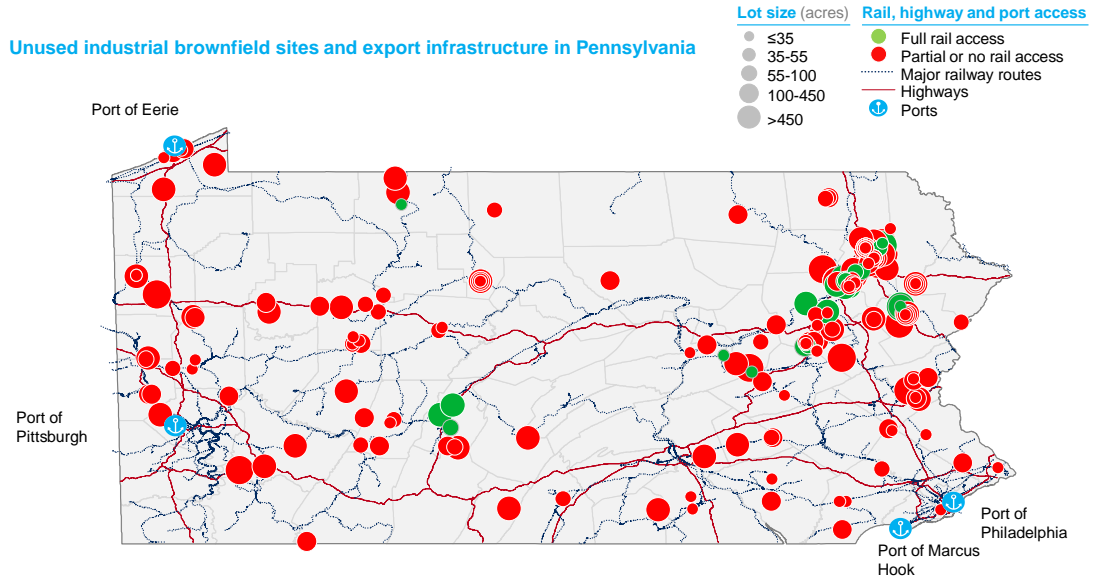 Lot size (acres)
≤35
35-55
55-100
100-450
>450
Rail, highway and port access
Full rail access
Partial or no rail access
Major railway routes
Highways
Ports
Unused industrial brownfield sites and export infrastructure in Pennsylvania
Port of Eerie
Port of
Pittsburgh
Port of
Philadelphia
Port of Marcus
Hook